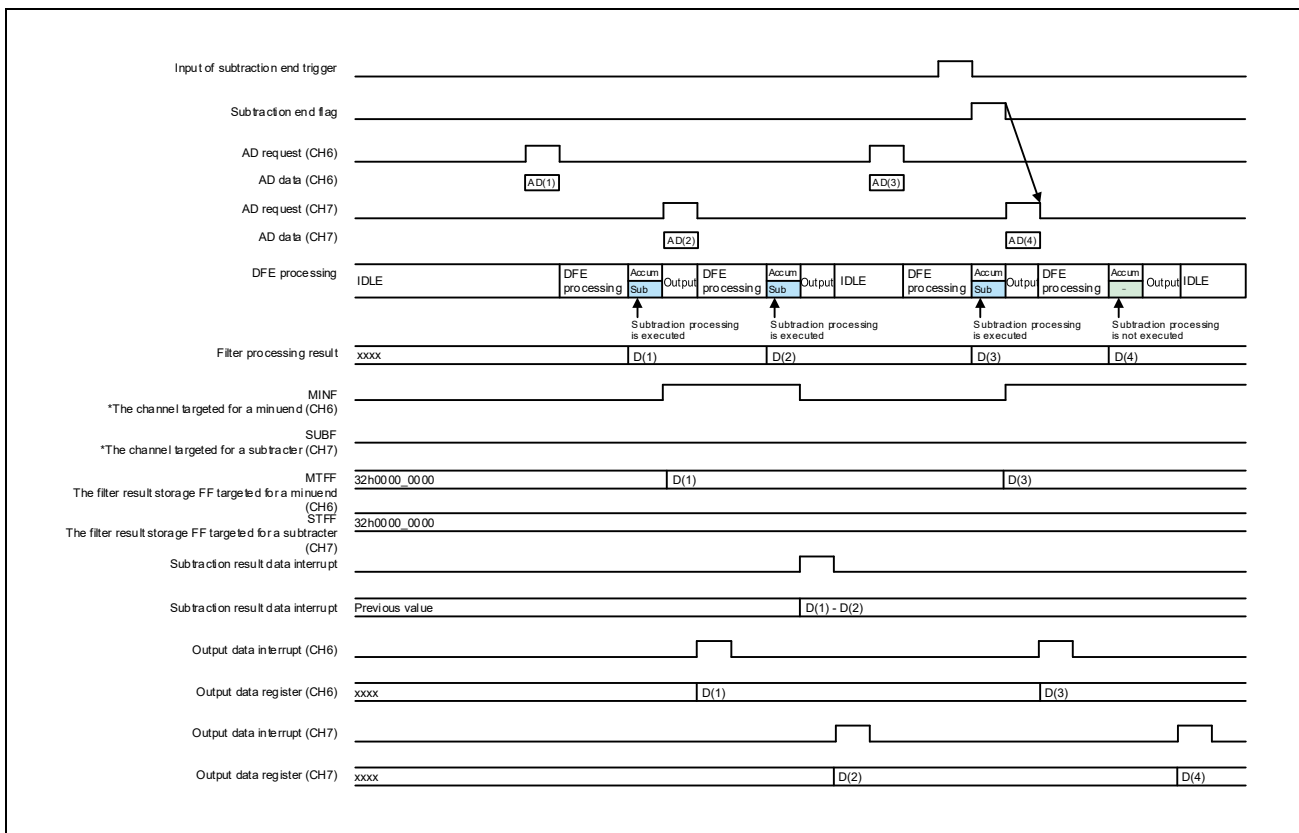 Input of subtraction end trigger
Subtraction end flag
AD request (CH6)
AD data (CH6) AD(1) AD(3)
AD request (CH7)
AD data (CH7) AD(2) AD(4)
DFE processing IDLE DFE processing Accum Sub Output DFE processing Accum Sub Output IDLE DFE processing Accum Sub Output DFE processing Accum - Output IDLE
Subtraction processing is executed
Subtraction processing is executed
Subtraction processing is executed
Subtraction processing is not executed
Filter processing result xxxx D(1) D(2) D(3) D(4)
MINF
*The channel targeted for a minuend (CH6)
SUBF
*The channel targeted for a subtracter (CH7)
MTFF 32h0000_0000 D(1) D(3)
The filter result storage FF targeted for a minuend
(CH6)
STFF 32h0000_0000
The filter result storage FF targeted for a subtracter
(CH7)
Subtraction result data interrupt
Subtraction result data interrupt Previous value D(1) - D(2)
Output data interrupt (CH6)
Output data register (CH6) xxxx D(1) D(3)
Output data interrupt (CH7)
Output data register (CH7) xxxx D(2) D(4)